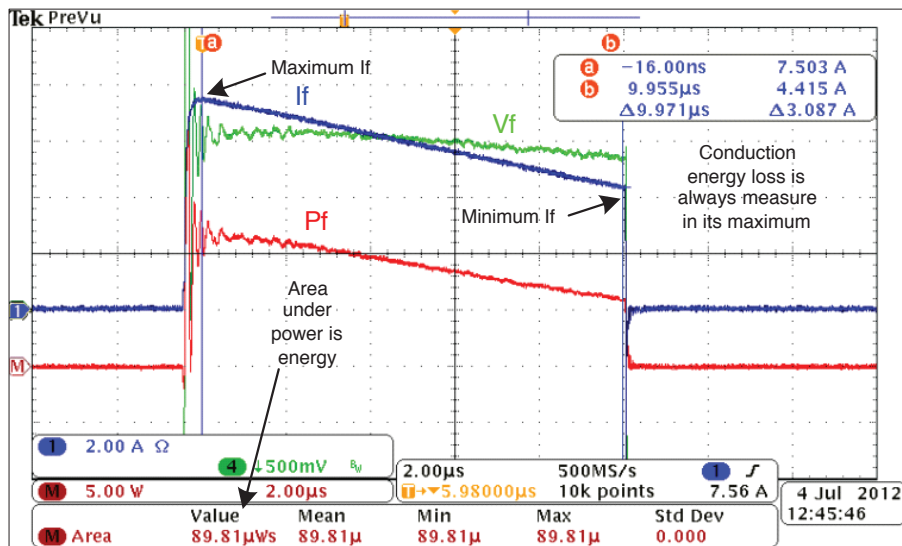 Tek PreVu
T a
b
a −16.00ns 7.503 A
b 9.955μs 4.415 A
Δ9.971μs Δ3.087 A
Maximum If
If
Vf
Conduction
energy loss is
always measure
in its maximum
Minimum If
Pf
Area
under
power is
energy
1
M
1 2.00 A Ω
4 ↓500mV BW
M 5.00 W 2.00μs
2.00μs 500MS/s 1 ƒ
T→▼5.98000μs 10k points 7.56 A
4 Jul 2012
12:45:46
Value Mean Min Max Std Dev
M Area 89.81μWs 89.81μ 89.81μ 89.81μ 0.000